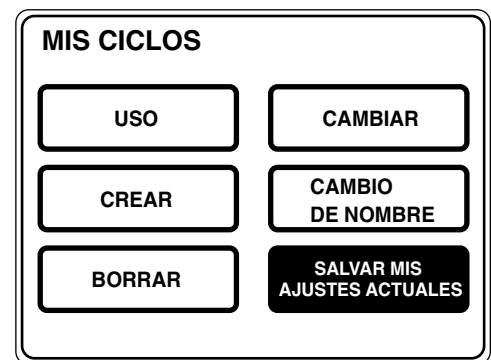 MIS CICLOS
USO
CAMBIAR
CREAR
CAMBIO
DE NOMBRE
BORRAR
SALVAR MIS
AJUSTES ACTUALES